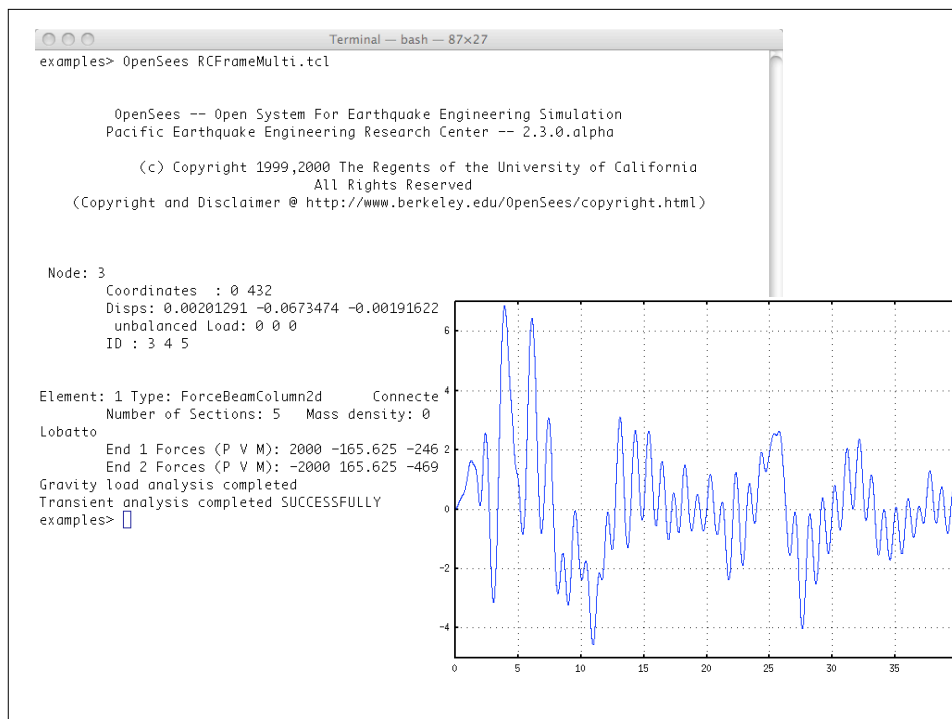 Terminal — bash — 87×27
examples> OpenSees RCFrameMulti.tcl
OpenSees -- Open System For Earthquake Engineering Simulation
Pacific Earthquake Engineering Research Center -- 2.3.0.alpha
(c) Copyright 1999,2000 The Regents of the University of California
All Rights Reserved
(Copyright and Disclaimer @ http://www.berkeley.edu/OpenSees/copyright.html)
Node: 3
Coordinates : 0 432
Disps: 0.00201291 -0.0673474 -0.00191622
unbalanced Load: 0 0 0
ID : 3 4 5
Element: 1 Type: ForceBeamColumn2d Connecte
Number of Sections: 5 Mass density: 0
Lobatto
End 1 Forces (P V M): 2000 -165.625 -246
End 2 Forces (P V M): -2000 165.625 -469
Gravity load analysis completed
Transient analysis completed SUCCESSFULLY
examples>
6
4
2
0
-2
-4
0 5 10 15 20 25 30 35